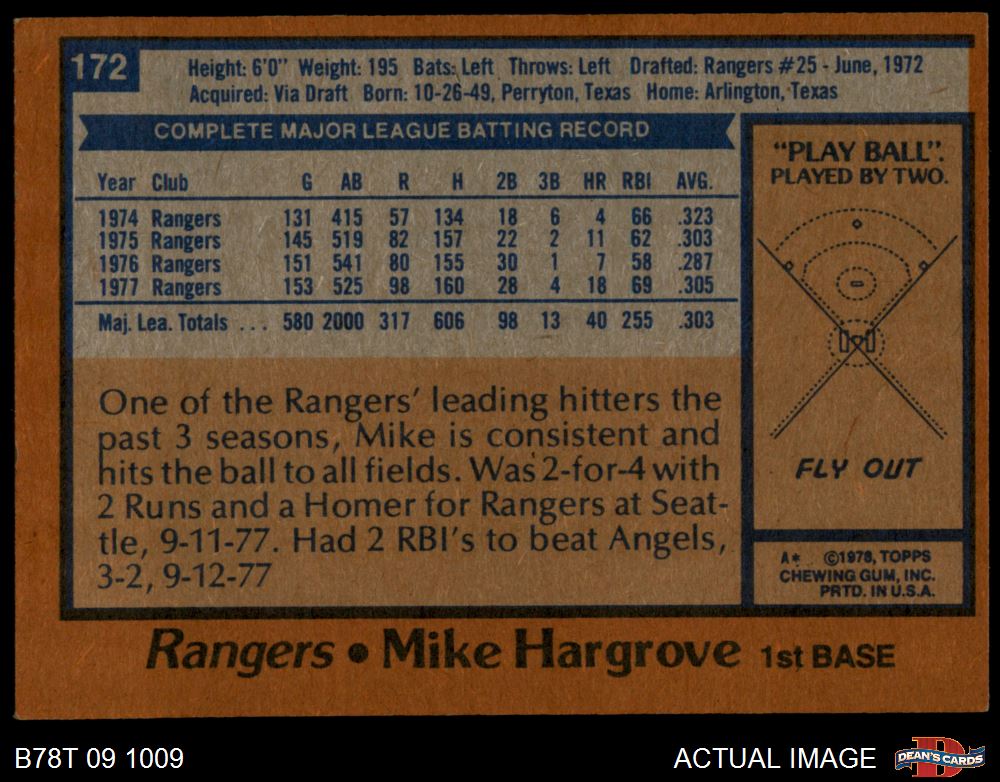 172
Height: 6'0" Weight: 195 Bats: Left Throws: Left Drafted: Rangers #25 - June, 1972
Acquired: Via Draft Born: 10-26-49, Perryton, Texas Home: Arlington, Texas
COMPLETE MAJOR LEAGUE BATTING RECORD
Year Club G AB R H 2B 3B HR RBI AVG.
1974 Rangers 131 415 57 134 18 6 4 66 .323
1975 Rangers 145 519 82 157 22 2 11 62 .303
1976 Rangers 151 541 80 155 30 1 7 58 .287
1977 Rangers 153 525 98 160 28 4 18 69 .305
Maj. Lea. Totals ... 580 2000 317 606 98 13 40 255 .303
One of the Rangers' leading hitters the
past 3 seasons, Mike is consistent and
hits the ball to all fields. Was 2-for-4 with
2 Runs and a Homer for Rangers at Seat-
tle, 9-11-77. Had 2 RBI's to beat Angels,
3-2, 9-12-77
"PLAY BALL".
PLAYED BY TWO.
FLY OUT
A* ©1978, TOPPS
CHEWING GUM, INC.
PRTD. IN U.S.A.
Rangers • Mike Hargrove 1st BASE
B78T 09 1009
ACTUAL IMAGE
D
DEAN'S CARDS